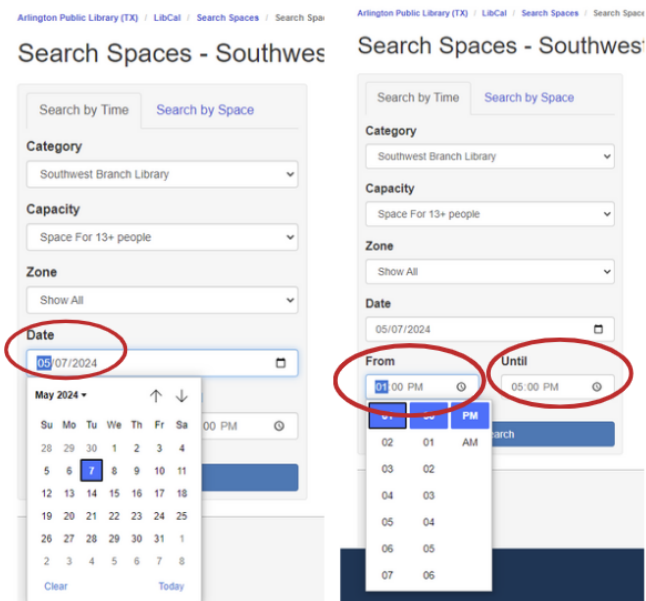 Arlington Public Library (TX) / LibCal / Search Spaces / Search Spa
Search Spaces - Southwes
Search by Time Search by Space
Category
Southwest Branch Library
Capacity
Space For 13+ people
Zone
Show All
Date
05/07/2024
May 2024
00 PM
Su Mo Tu We Th Fr Sa
28 29 30 1 2 3 4
5 6 7 8 9 10 11
12 13 14 15 16 17 18
19 20 21 22 23 24 25
26 27 28 29 30 31 1
2 3 4 5 6 7 8
Clear Today
Arlington Public Library (TX) / LibCal / Search Spaces / Search Space
Search Spaces - Southwest
Search by Time Search by Space
Category
Southwest Branch Library
Capacity
Space For 13+ people
Zone
Show All
Date
05/07/2024
From Until
01:00 PM 05:00 PM
01 00 PM
arch
02 01 AM
03 02
04 03
05 04
06 05
07 06